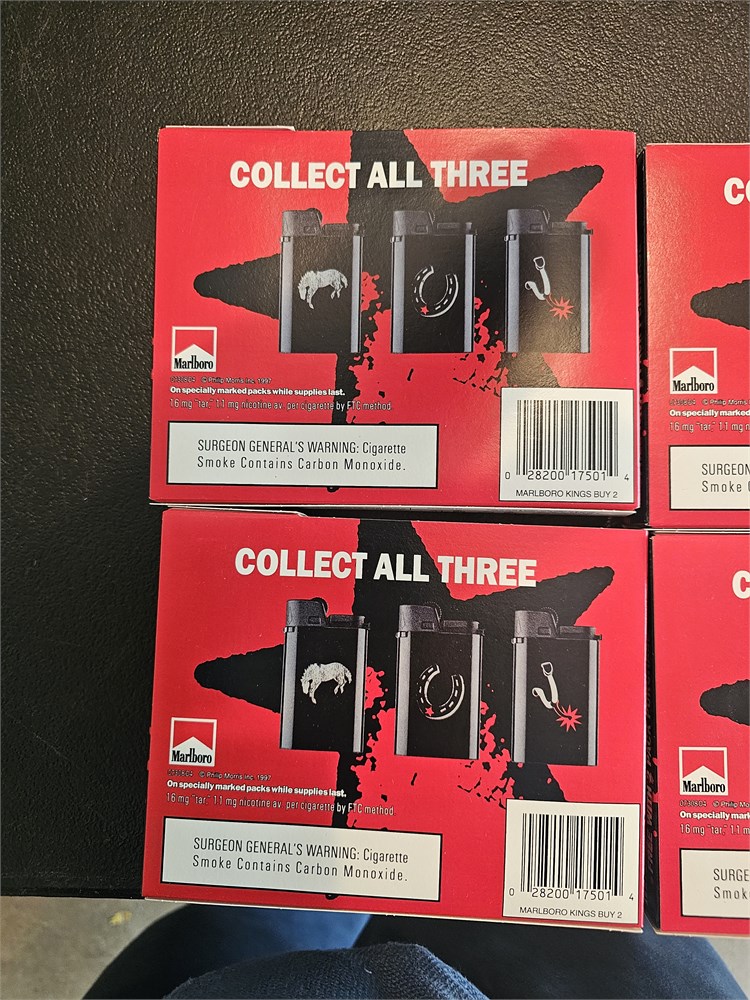 COLLECT ALL THREE
Marlboro
© Philip Morris Inc. 1997
On specially marked packs while supplies last.
16 mg "tar," 1.1 mg nicotine av. per cigarette by FTC method.
SURGEON GENERAL'S WARNING: Cigarette
Smoke Contains Carbon Monoxide.
0 28200 17501 4
MARLBORO KINGS BUY 2
C
Marlboro
© Philip Morris
On specially mark
16 mg "tar," 1.1 mg n
SURGEON
Smoke C
COLLECT ALL THREE
Marlboro
© Philip Morris Inc. 1997
On specially marked packs while supplies last.
16 mg "tar," 1.1 mg nicotine av. per cigarette by FTC method.
SURGEON GENERAL'S WARNING: Cigarette
Smoke Contains Carbon Monoxide.
0 28200 17501 4
MARLBORO KINGS BUY 2
C
Marlboro
© Philip Mor
On specially mark
16 mg "tar," 1.1 m
SURGE
Smok